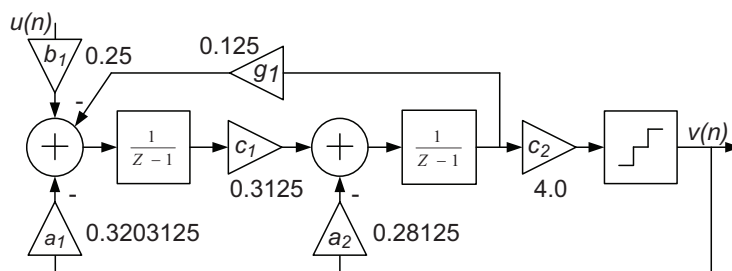 u(n)
b1
0.25
-
0.125
g1
+
1
Z − 1
c1
0.3125
+
1
Z − 1
c2
4.0
v(n)
-
a1
0.3203125
-
a2
0.28125